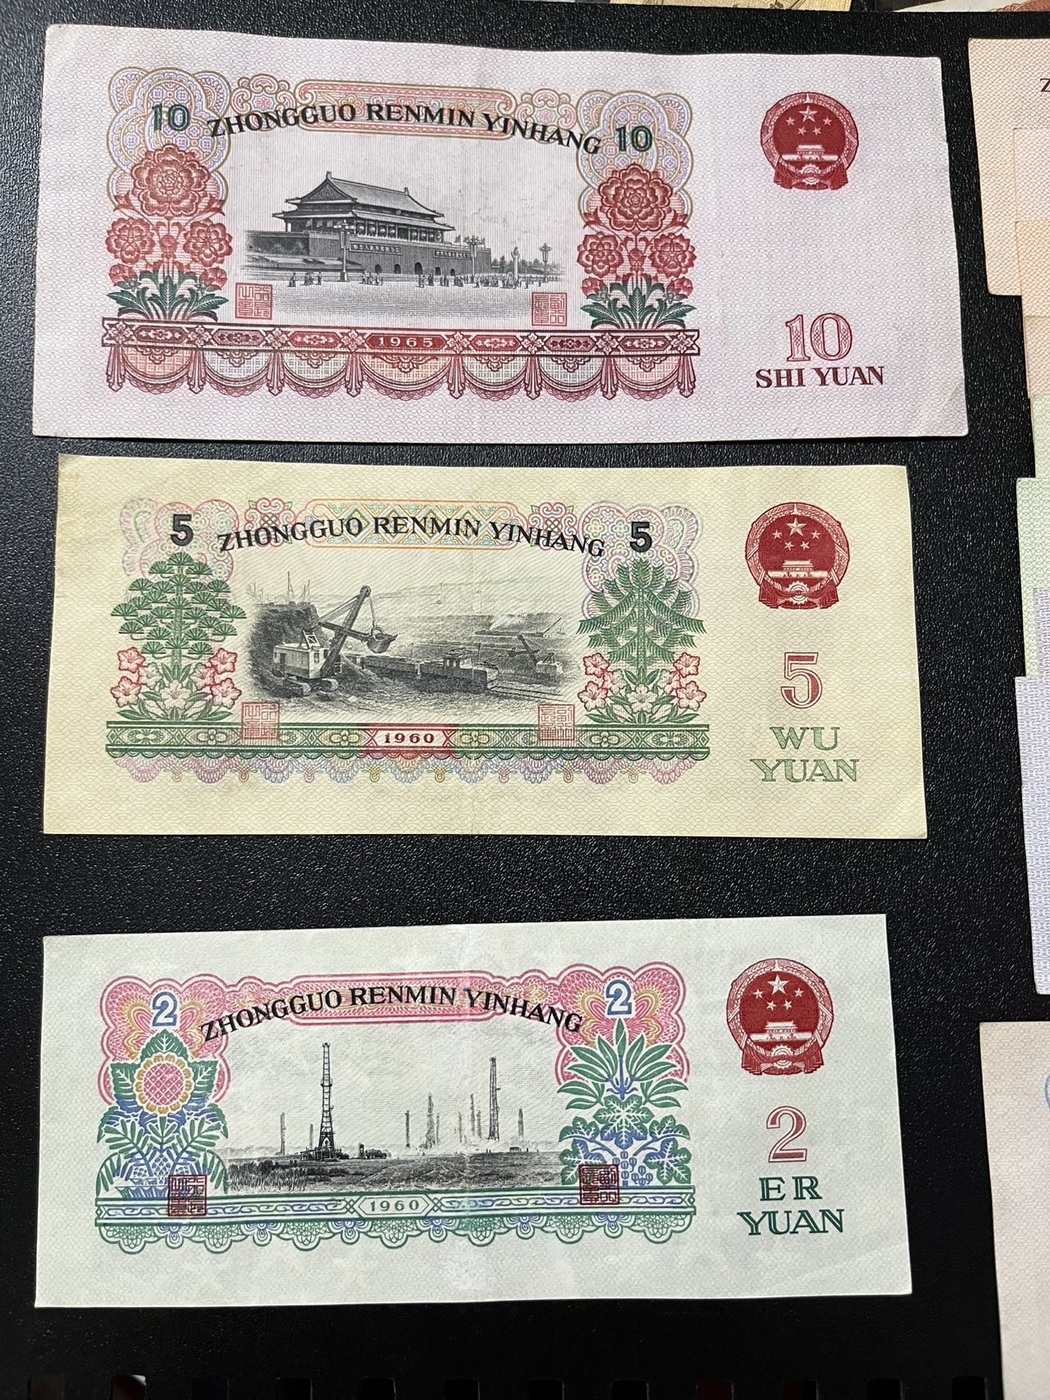 10 ZHONGGUO RENMIN YINHANG 10
1965
10
SHI YUAN
5 ZHONGGUO RENMIN YINHANG 5
1960
5
WU
YUAN
2 ZHONGGUO RENMIN YINHANG 2
1960
2
ER
YUAN
Z